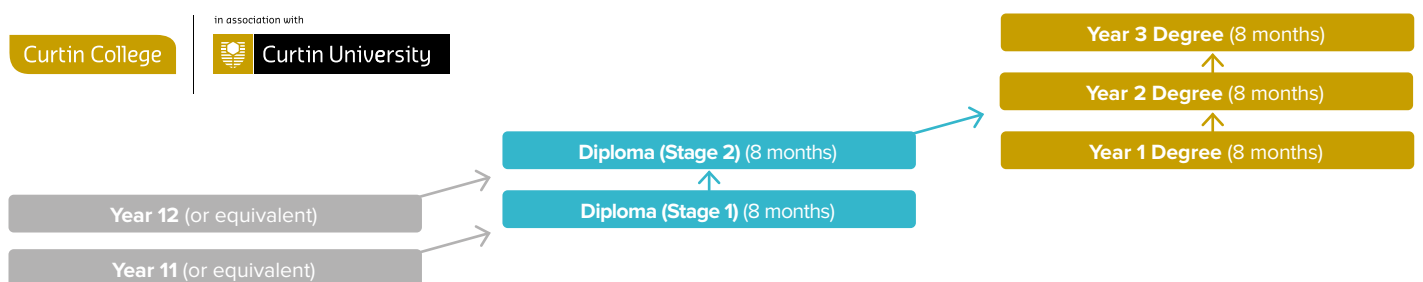 in association with
Curtin College
Curtin University
Year 3 Degree (8 months)
Year 2 Degree (8 months)
Year 1 Degree (8 months)
Diploma (Stage 2) (8 months)
Diploma (Stage 1) (8 months)
Year 12 (or equivalent)
Year 11 (or equivalent)